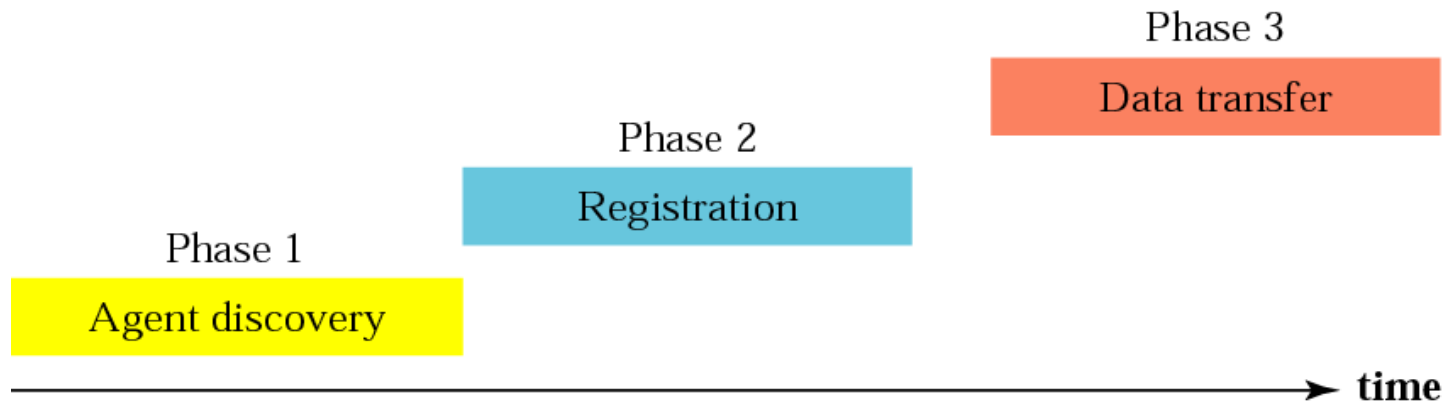 Phase 3
Data transfer
Phase 2
Registration
Phase 1
Agent discovery
time